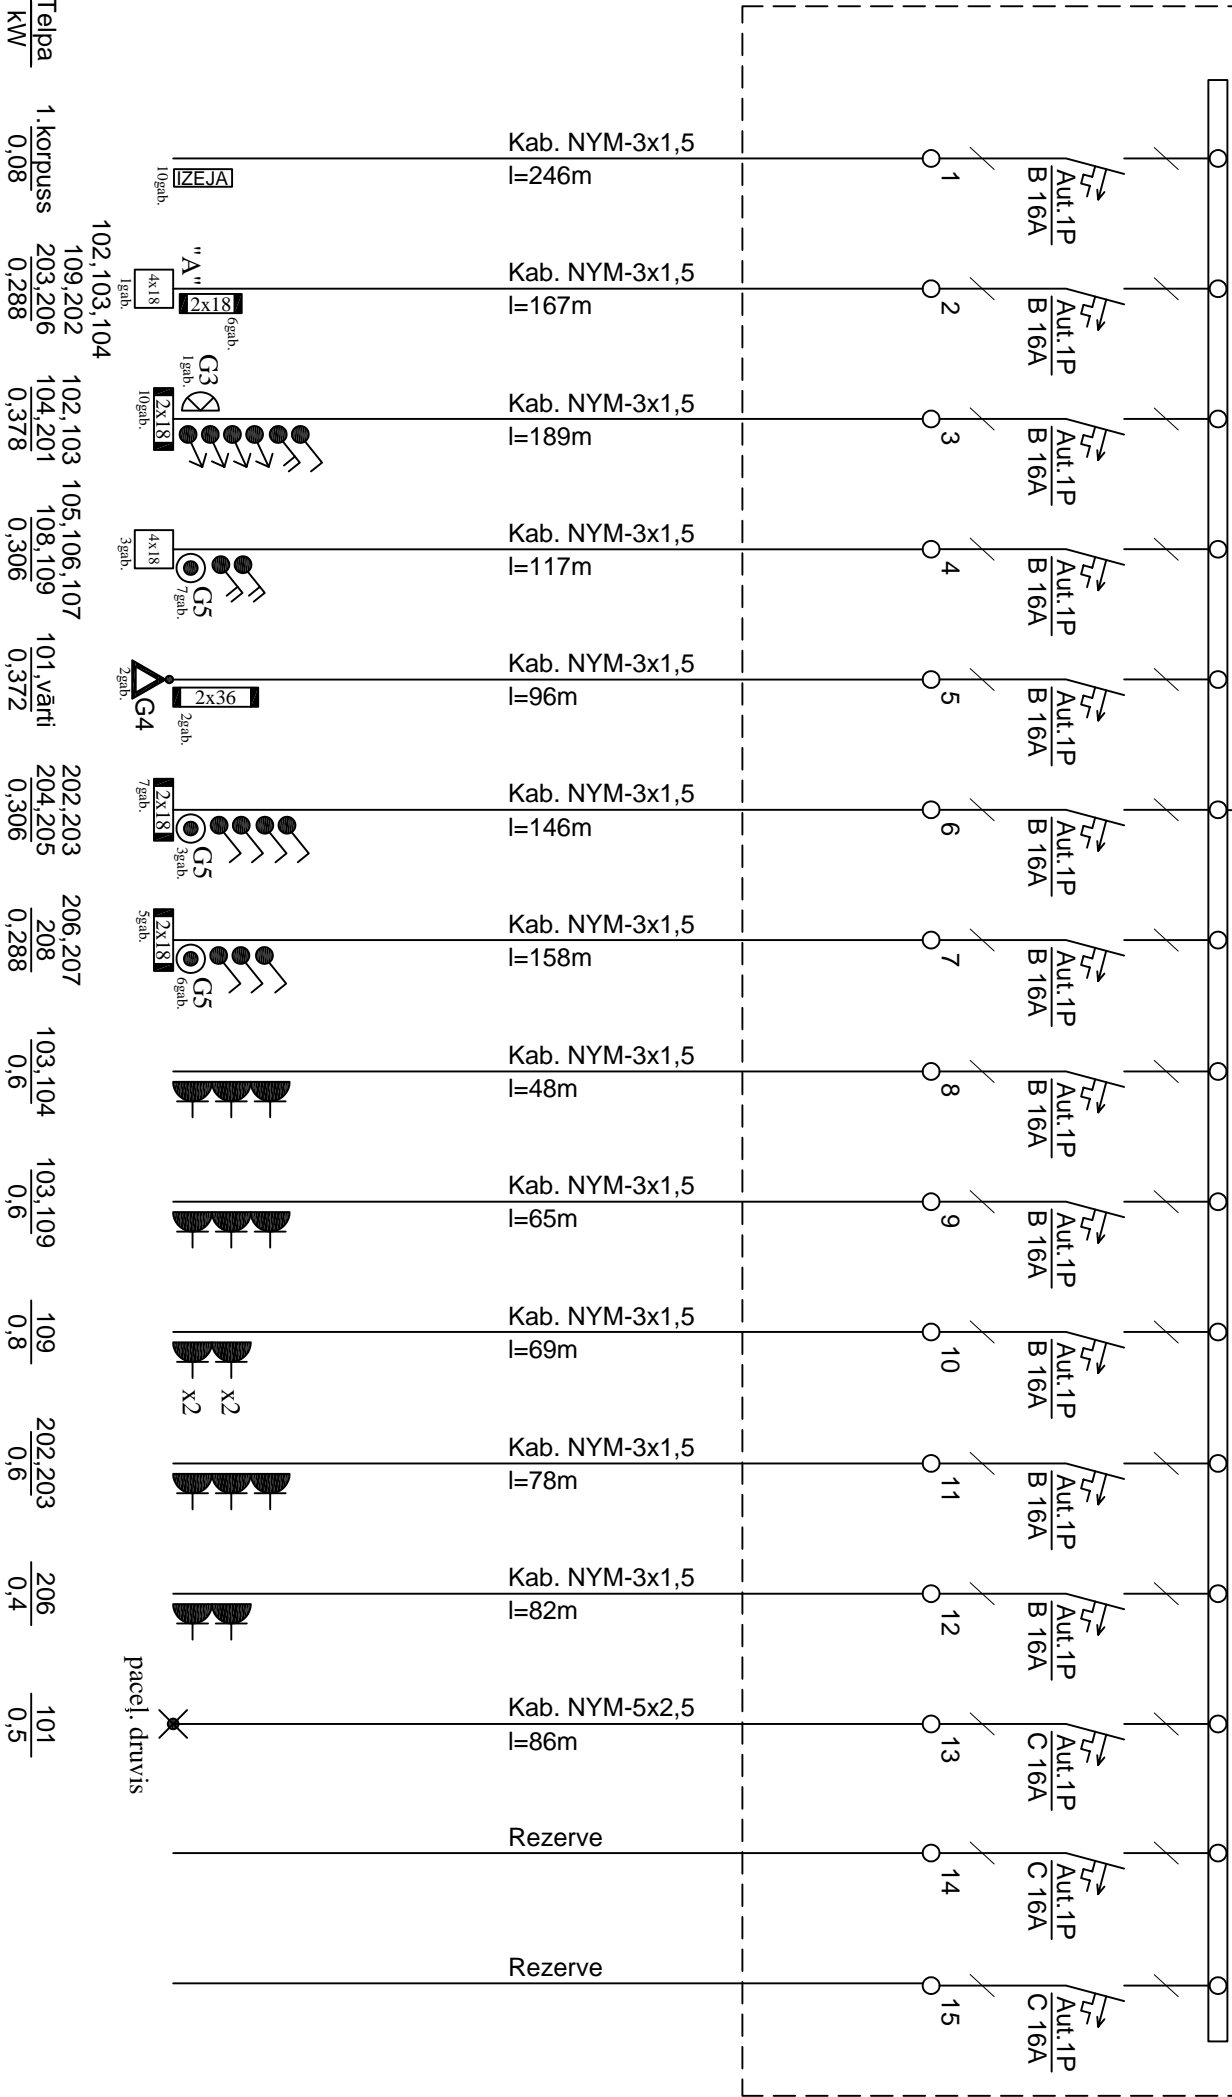 Telpa
kW
Kab. NYM-3x1,5
l=246m
1
Aut.1P
B 16A
IZEJA
10gab.
1.korpuss
0,08
Kab. NYM-3x1,5
l=167m
2
Aut.1P
B 16A
"A"
2x18
6gab.
4x18
1gab.
102,103,104
109,202
203,206
0,288
Kab. NYM-3x1,5
l=189m
3
Aut.1P
B 16A
G3
1gab.
2x18
10gab.
102,103
104,201
0,378
Kab. NYM-3x1,5
l=117m
4
Aut.1P
B 16A
4x18
3gab.
G5
7gab.
105,106,107
108,109
0,306
Kab. NYM-3x1,5
l=96m
5
Aut.1P
B 16A
2x36
2gab.
G4
2gab.
101,vārti
0,372
Kab. NYM-3x1,5
l=146m
6
Aut.1P
B 16A
2x18
7gab.
G5
3gab.
202,203
204,205
0,306
Kab. NYM-3x1,5
l=158m
7
Aut.1P
B 16A
2x18
5gab.
G5
6gab.
206,207
208
0,288
Kab. NYM-3x1,5
l=48m
8
Aut.1P
B 16A
103,104
0,6
Kab. NYM-3x1,5
l=65m
9
Aut.1P
B 16A
103,109
0,6
Kab. NYM-3x1,5
l=69m
10
Aut.1P
B 16A
x2
x2
109
0,8
Kab. NYM-3x1,5
l=78m
11
Aut.1P
B 16A
202,203
0,6
Kab. NYM-3x1,5
l=82m
12
Aut.1P
B 16A
206
0,4
Kab. NYM-5x2,5
l=86m
13
Aut.1P
C 16A
paceļ. druvis
101
0,5
Rezerve
14
Aut.1P
C 16A
Rezerve
15
Aut.1P
C 16A